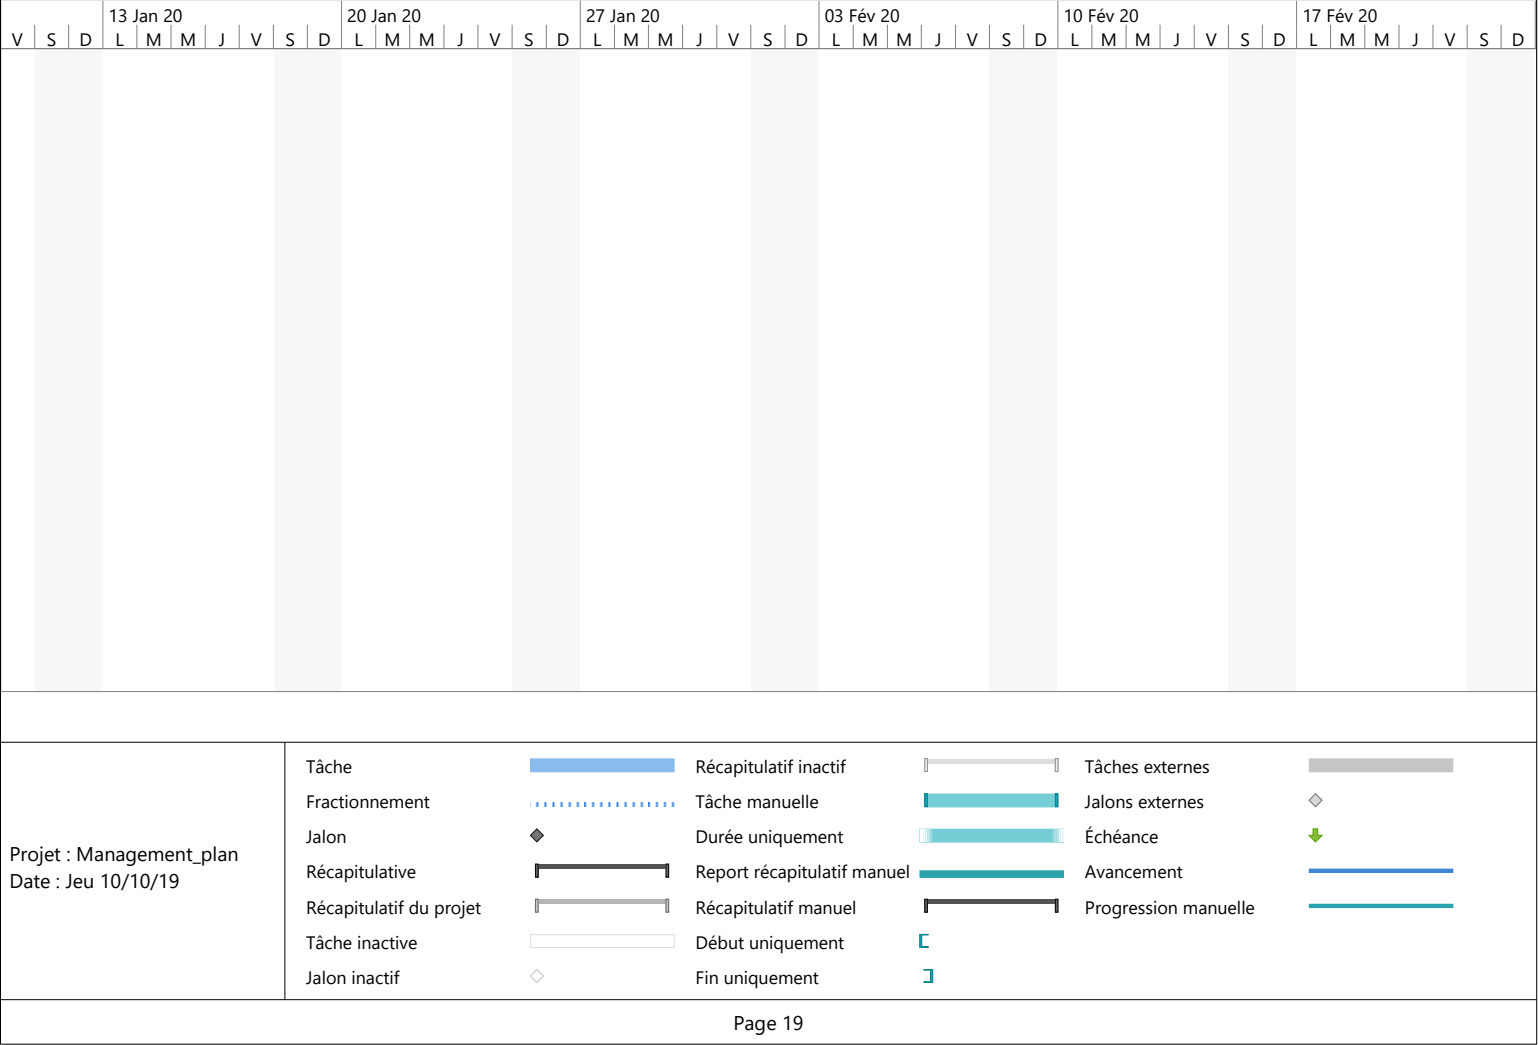 13 Jan 20 20 Jan 20 27 Jan 20 03 Fév 20 10 Fév 20 17 Fév 20
V S D L M M J V S D L M M J V S D L M M J V S D L M M J V S D L M M J V S D L M M J V S D
Tâche Récapitulatif inactif Tâches externes
Fractionnement Tâche manuelle Jalons externes
Jalon Durée uniquement Échéance
Récapitulative Report récapitulatif manuel Avancement
Récapitulatif du projet Récapitulatif manuel Progression manuelle
Tâche inactive Début uniquement
Jalon inactif Fin uniquement
Projet : Management_plan
Date : Jeu 10/10/19
Page 19